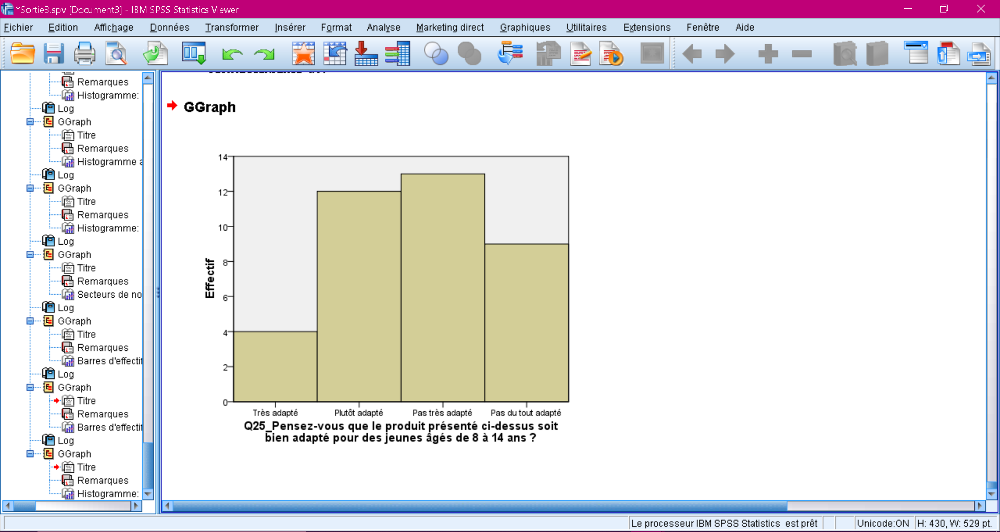 *Sortie3.spv [Document3] - IBM SPSS Statistics Viewer
Fichier Edition Affichage Données Transformer Insérer Format Analyse Marketing direct Graphiques Utilitaires Extensions Fenêtre Aide
Remarques
Histogramme:
Log
GGraph
Titre
Remarques
Histogramme a
Log
GGraph
Titre
Remarques
Histogramme:
Log
GGraph
Titre
Remarques
Secteurs de no
Log
GGraph
Titre
Remarques
Barres d'effectif
Log
GGraph
Titre
Remarques
Barres d'effectif
Log
GGraph
Titre
Remarques
Histogramme:
GGraph
14
12
10
8
6
4
2
0
Effectif
Très adapté Plutôt adapté Pas très adapté Pas du tout adapté
Q25_Pensez-vous que le produit présenté ci-dessus soit
bien adapté pour des jeunes âgés de 8 à 14 ans ?
Le processeur IBM SPSS Statistics est prêt Unicode:ON H: 430, W: 529 pt.